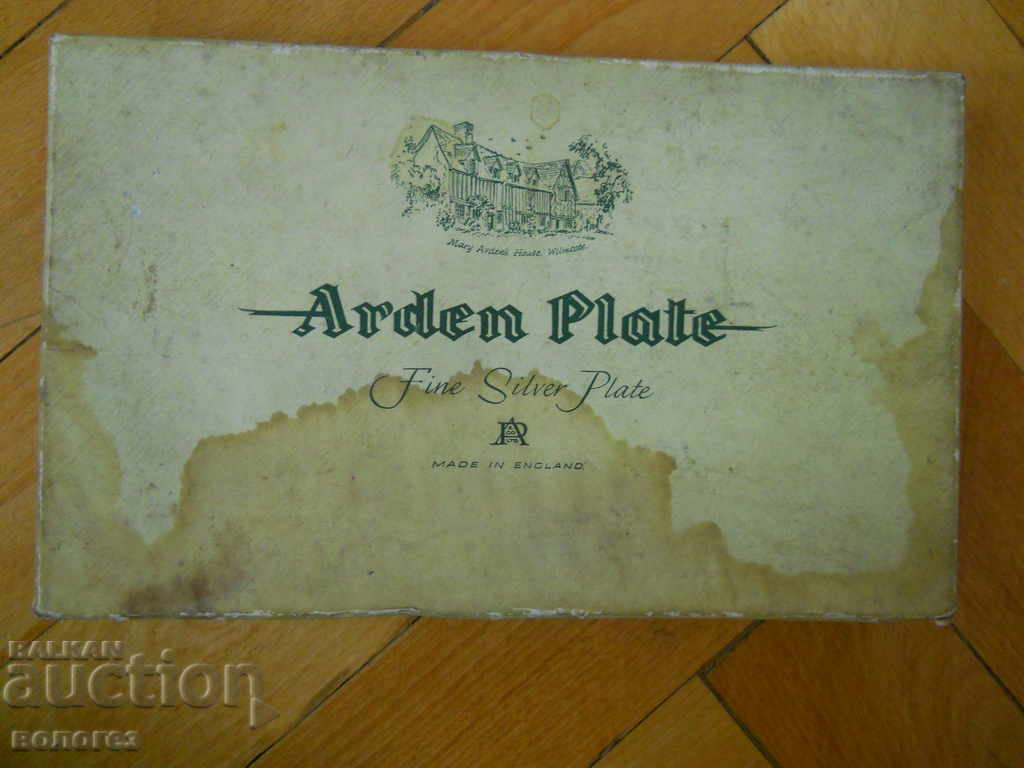 Mary Arden's House, Wilmcote.
Arden Plate
Fine Silver Plate
MADE IN ENGLAND.
BALKAN
auction
вологез